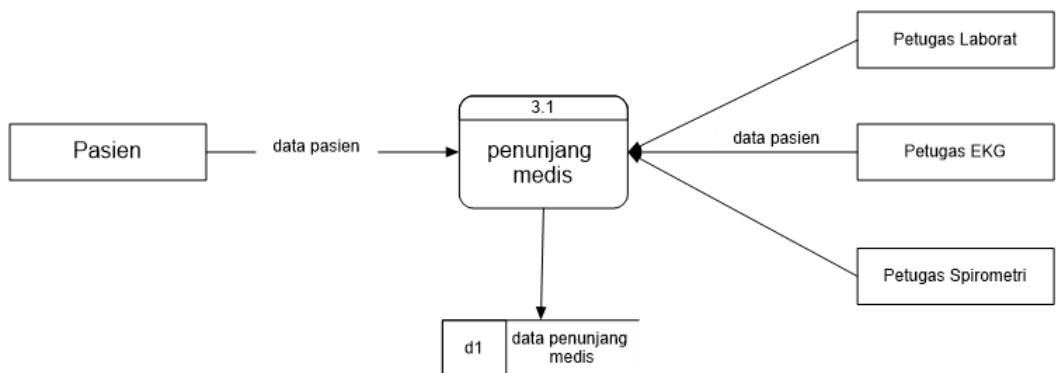 Petugas Laborat
3.1
Pasien
data pasien
penunjang
medis
data pasien
Petugas EKG
Petugas Spirometri
d1
data penunjang
medis